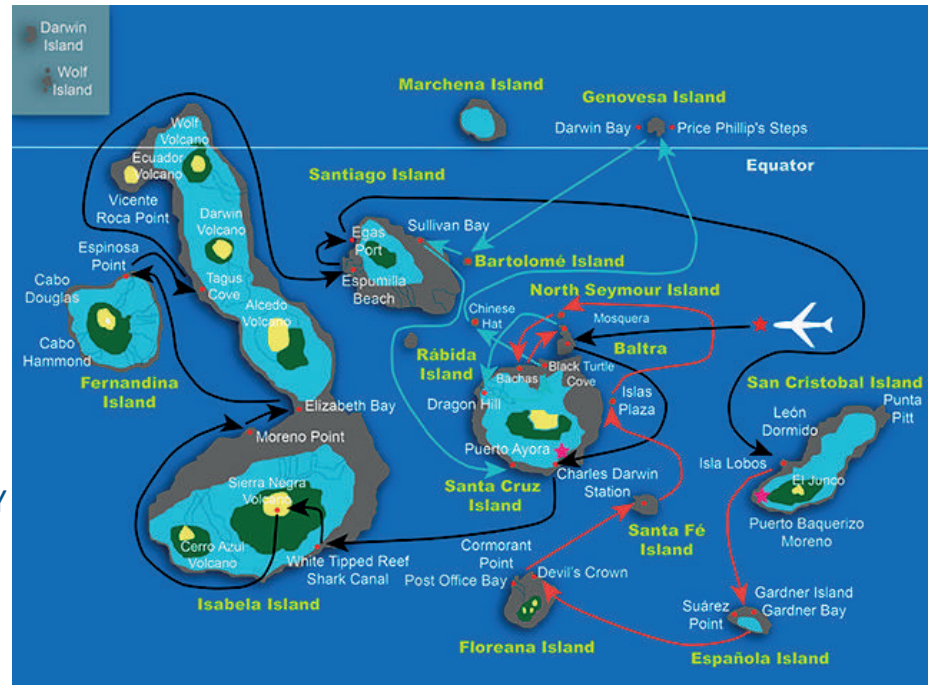 Darwin
Island
Wolf
Island
Marchena Island
Genovesa Island
Darwin Bay
Price Phillip's Steps
Equator
Wolf
Volcano
Ecuador
Volcano
Vicente
Roca Point
Santiago Island
Darwin
Volcano
Egas
Port
Sullivan Bay
Espinosa
Point
Bartolomé Island
Espumilla
Beach
Cabo
Douglas
Tagus
Cove
North Seymour Island
Alcedo
Volcano
Chinese
Hat
Mosquera
Cabo
Hammond
Rábida
Island
Baltra
Black Turtle
Cove
Bachas
Fernandina
Island
San Cristobal Island
Punta
Pitt
Elizabeth Bay
Dragon Hill
Islas
Plaza
León
Dormido
Moreno Point
Puerto Ayora
Isla Lobos
El Junco
Sierra Negra
Volcano
Santa Cruz
Island
Charles Darwin
Station
Puerto Baquerizo
Moreno
Santa Fé
Island
Cerro Azul
Volcano
White Tipped Reef
Shark Canal
Cormorant
Point
Post Office Bay
Devil's Crown
Isabela Island
Gardner Island
Gardner Bay
Suárez
Point
Floreana Island
Española Island
Y